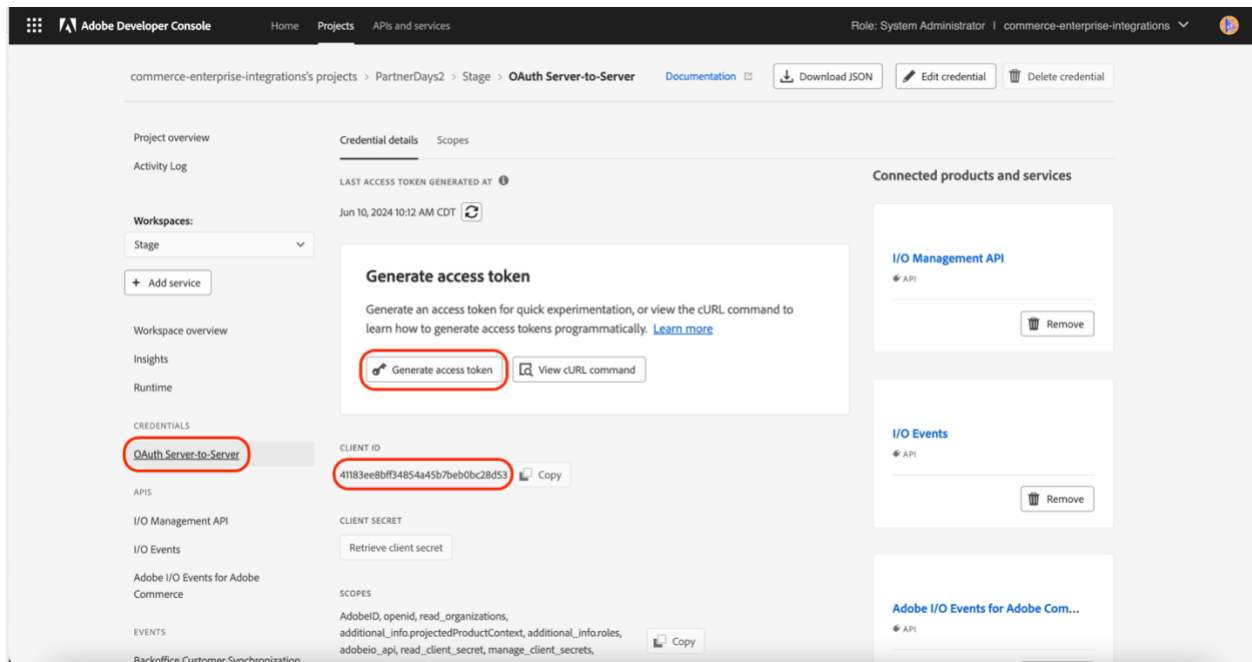 Adobe Developer Console
Home
Projects
APIs and services
Role: System Administrator | commerce-enterprise-integrations
commerce-enterprise-integrations's projects > PartnerDays2 > Stage > OAuth Server-to-Server
Documentation
Download JSON
Edit credential
Delete credential
Project overview
Activity Log
Workspaces:
Stage
+ Add service
Workspace overview
Insights
Runtime
CREDENTIALS
OAuth Server-to-Server
APIS
I/O Management API
I/O Events
Adobe I/O Events for Adobe
Commerce
EVENTS
Backoffice Customer Synchronization
Credential details
Scopes
LAST ACCESS TOKEN GENERATED AT
Jun 10, 2024 10:12 AM CDT
Generate access token
Generate an access token for quick experimentation, or view the cURL command to
learn how to generate access tokens programmatically. Learn more
Generate access token
View cURL command
CLIENT ID
41183ee8bff34854a45b7beb0bc28d53
Copy
CLIENT SECRET
Retrieve client secret
SCOPES
AdobeID, openid, read_organizations,
additional_info.projectedProductContext, additional_info.roles,
adobeio_api, read_client_secret, manage_client_secrets,
Copy
Connected products and services
I/O Management API
API
Remove
I/O Events
API
Remove
Adobe I/O Events for Adobe Com...
API